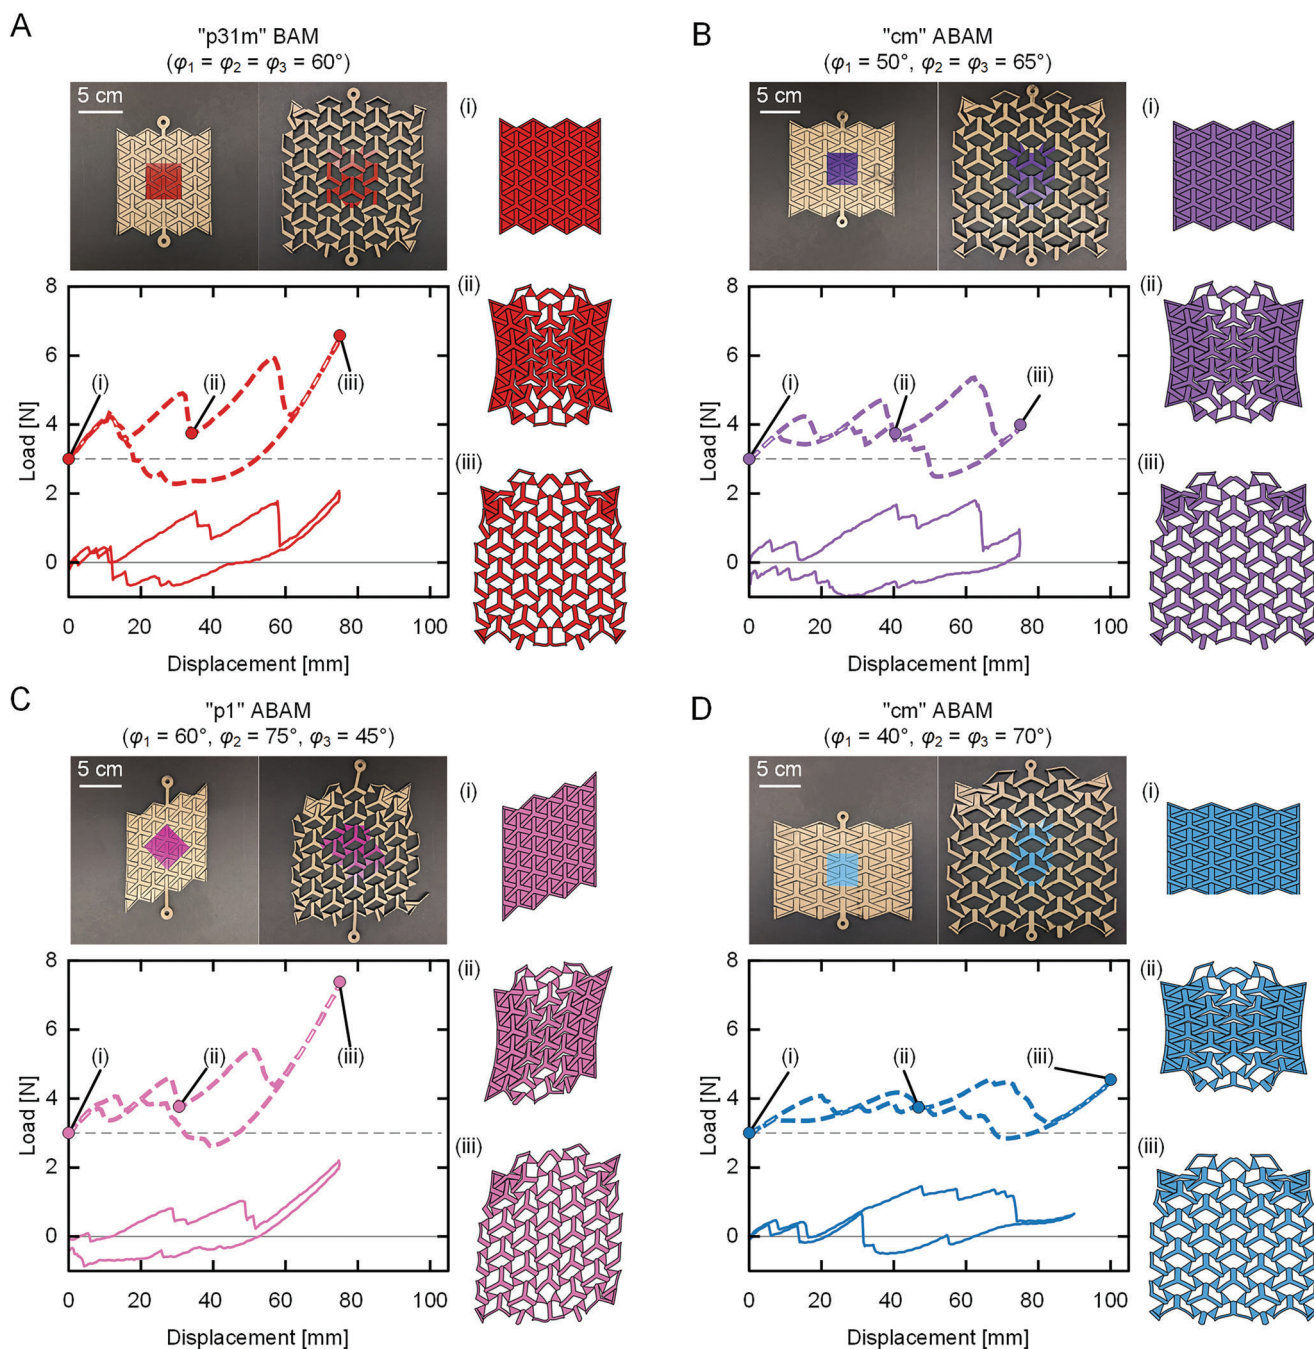 A
"p31m" BAM
(φ1 = φ2 = φ3 = 60°)
5 cm
(i)
(ii)
(iii)
8
6
4
2
0
Load [N]
(i)
(ii)
(iii)
0 20 40 60 80 100
Displacement [mm]
B
"cm" ABAM
(φ1 = 50°, φ2 = φ3 = 65°)
5 cm
(i)
(ii)
(iii)
8
6
4
2
0
Load [N]
(i)
(ii)
(iii)
0 20 40 60 80 100
Displacement [mm]
C
"p1" ABAM
(φ1 = 60°, φ2 = 75°, φ3 = 45°)
5 cm
(i)
(ii)
(iii)
8
6
4
2
0
Load [N]
(i)
(ii)
(iii)
0 20 40 60 80 100
Displacement [mm]
D
"cm" ABAM
(φ1 = 40°, φ2 = φ3 = 70°)
5 cm
(i)
(ii)
(iii)
8
6
4
2
0
Load [N]
(i)
(ii)
(iii)
0 20 40 60 80 100
Displacement [mm]